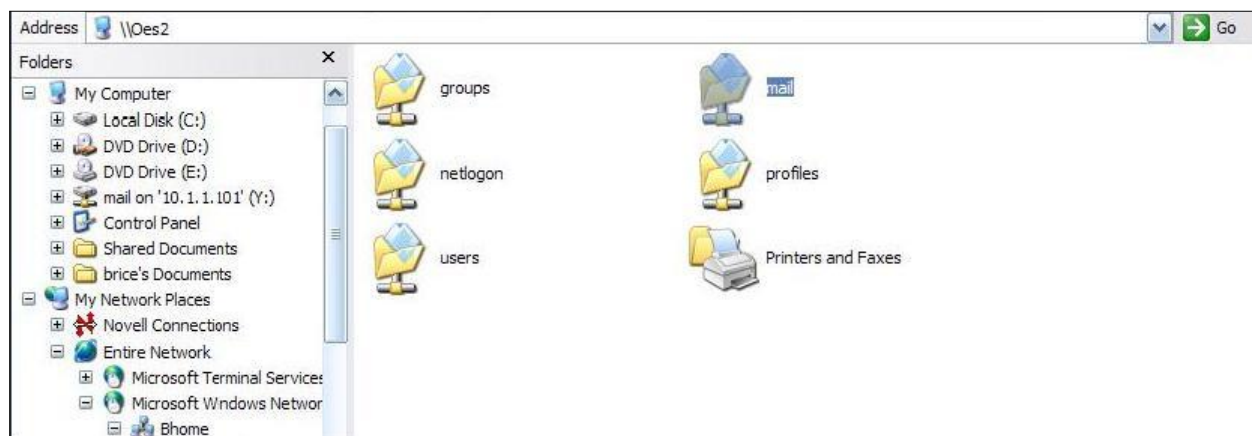 Address \\Oes2 Go
Folders
My Computer
Local Disk (C:)
DVD Drive (D:)
DVD Drive (E:)
mail on '10.1.1.101' (Y:)
Control Panel
Shared Documents
brice's Documents
My Network Places
Novell Connections
Entire Network
Microsoft Terminal Services
Microsoft Windows Networ
Bhome
groups mail
netlogon profiles
users Printers and Faxes